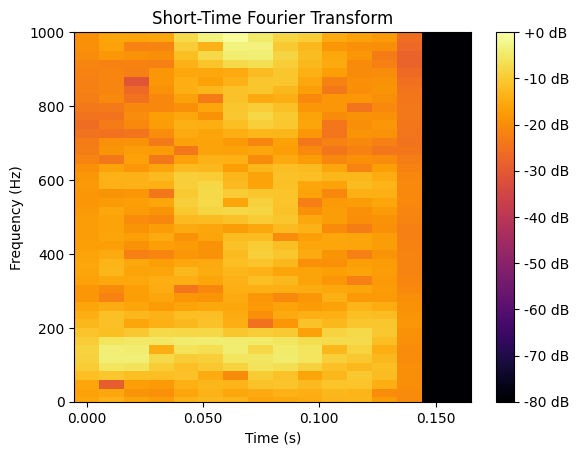 Short-Time Fourier Transform
1000
800
600
400
200
0
Frequency (Hz)
0.000
0.050
0.100
0.150
Time (s)
+0 dB
-10 dB
-20 dB
-30 dB
-40 dB
-50 dB
-60 dB
-70 dB
-80 dB